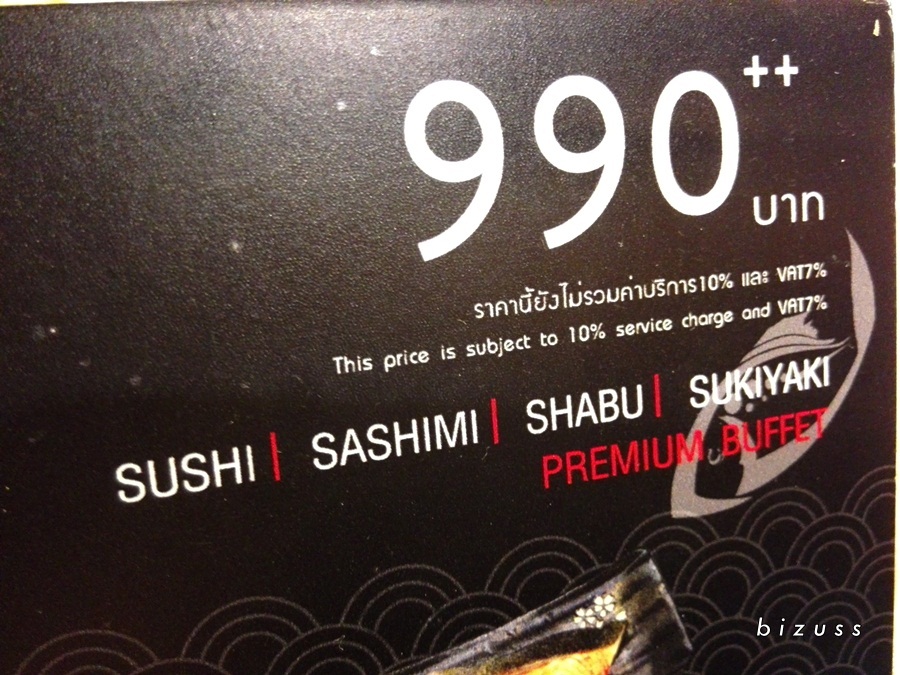 990++
บาท
ราคานี้ยังไม่รวมค่าบริการ10% และ VAT7%
This price is subject to 10% service charge and VAT7%
SUSHI | SASHIMI | SHABU | SUKIYAKI
PREMIUM BUFFET
bizuss